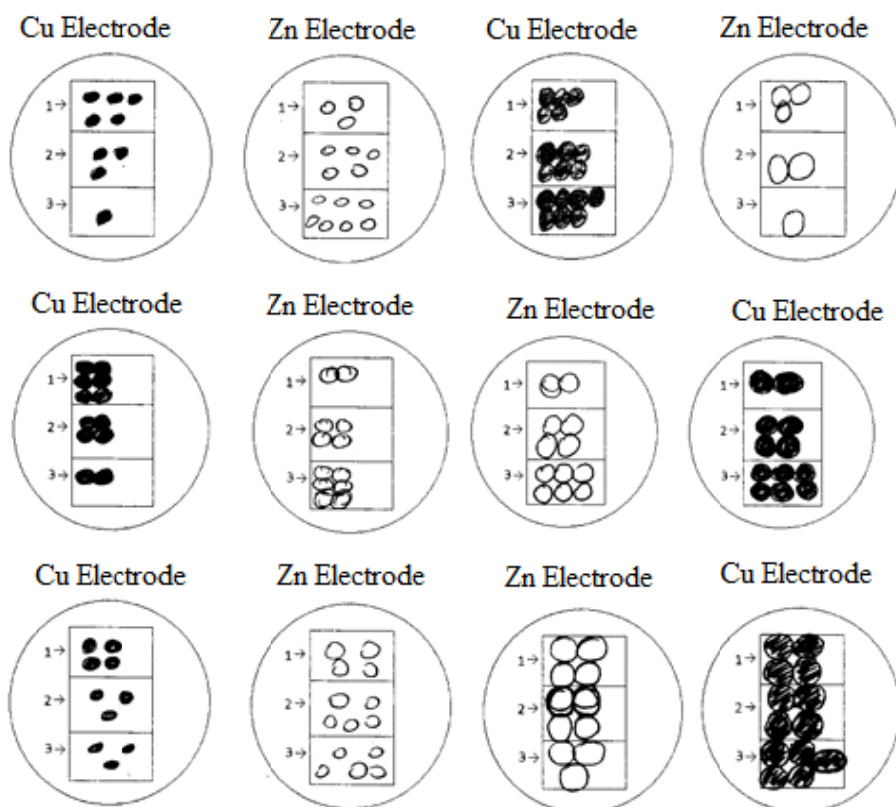 Cu Electrode Zn Electrode Cu Electrode Zn Electrode
1→ 1→ 1→ 1→
2→ 2→ 2→ 2→
3→ 3→ 3→ 3→
Cu Electrode Zn Electrode Zn Electrode Cu Electrode
1→ 1→ 1→ 1→
2→ 2→ 2→ 2→
3→ 3→ 3→ 3→
Cu Electrode Zn Electrode Zn Electrode Cu Electrode
1→ 1→ 1→ 1→
2→ 2→ 2→ 2→
3→ 3→ 3→ 3→